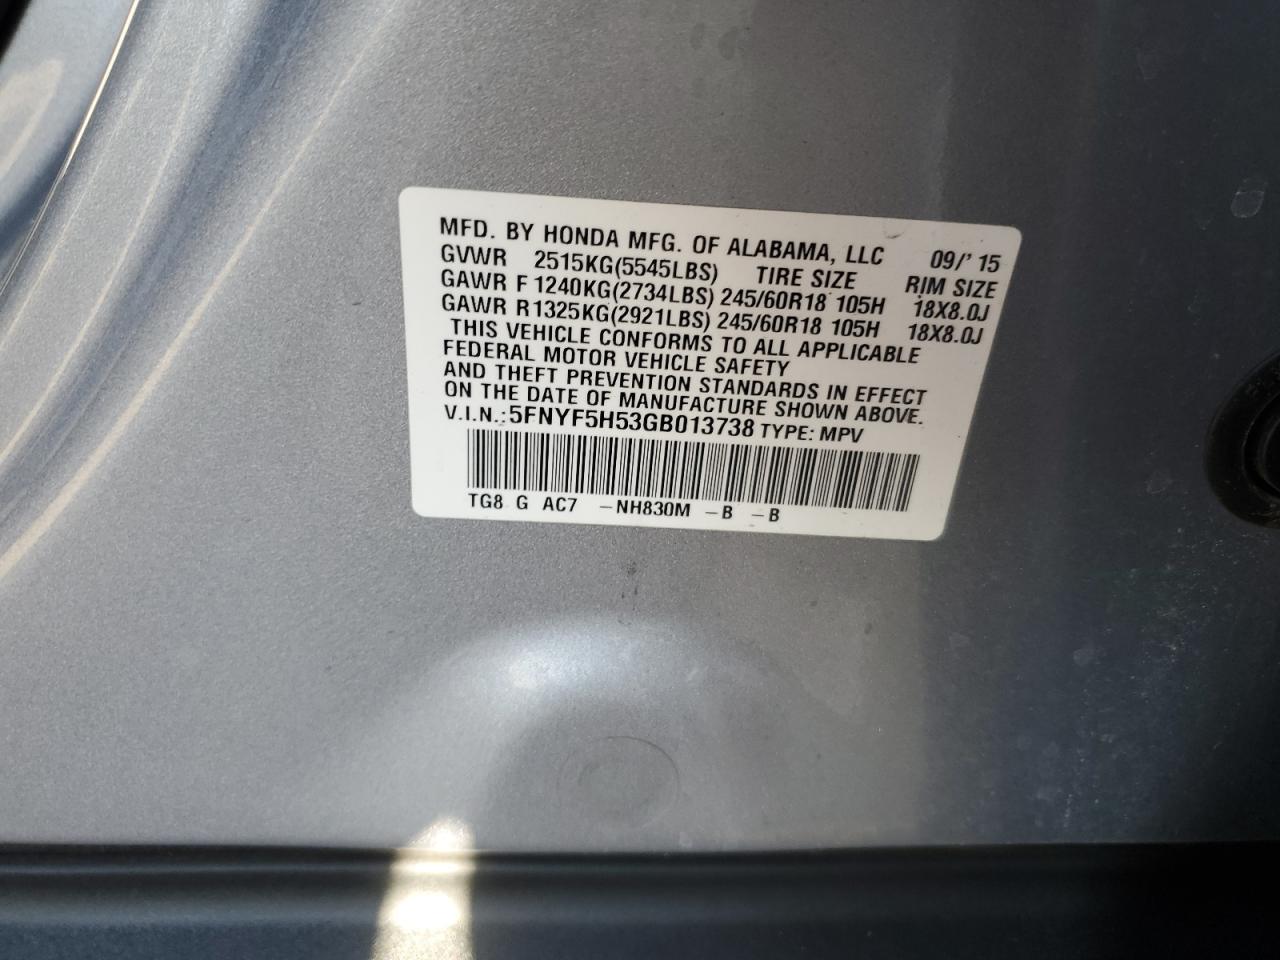 MFD. BY HONDA MFG. OF ALABAMA, LLC 09/'15
GVWR 2515KG(5545LBS) TIRE SIZE RIM SIZE
GAWR F 1240KG(2734LBS) 245/60R18 105H 18X8.0J
GAWR R1325KG(2921LBS) 245/60R18 105H 18X8.0J
THIS VEHICLE CONFORMS TO ALL APPLICABLE
FEDERAL MOTOR VEHICLE SAFETY
AND THEFT PREVENTION STANDARDS IN EFFECT
ON THE DATE OF MANUFACTURE SHOWN ABOVE.
V.I.N.:5FNYF5H53GB013738 TYPE: MPV
TG8 G AC7 -NH830M -B -B